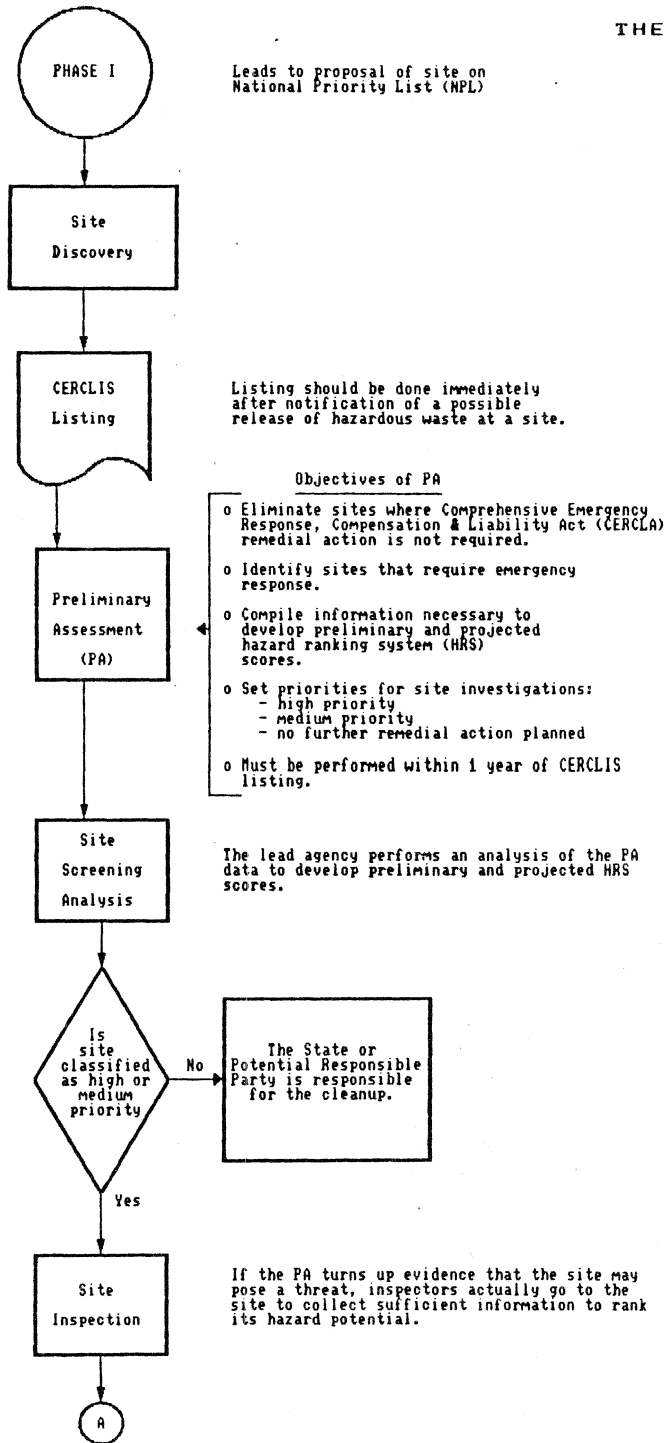 THE
PHASE I
Leads to proposal of site on
National Priority List (NPL)
Site
Discovery
CERCLIS
Listing
Listing should be done immediately
after notification of a possible
release of hazardous waste at a site.
Objectives of PA
o Eliminate sites where Comprehensive Emergency
Response, Compensation & Liability Act (CERCLA)
remedial action is not required.
o Identify sites that require emergency
response.
o Compile information necessary to
develop preliminary and projected
hazard ranking system (HRS)
scores.
o Set priorities for site investigations:
- high priority
- medium priority
- no further remedial action planned
o Must be performed within 1 year of CERCLIS
listing.
Preliminary
Assessment
(PA)
Site
Screening
Analysis
The lead agency performs an analysis of the PA
data to develop preliminary and projected HRS
scores.
Is
site
classified
as high or
medium
priority
No
The State or
Potential Responsible
Party is responsible
for the cleanup.
Yes
Site
Inspection
If the PA turns up evidence that the site may
pose a threat, inspectors actually go to the
site to collect sufficient information to rank
its hazard potential.
A